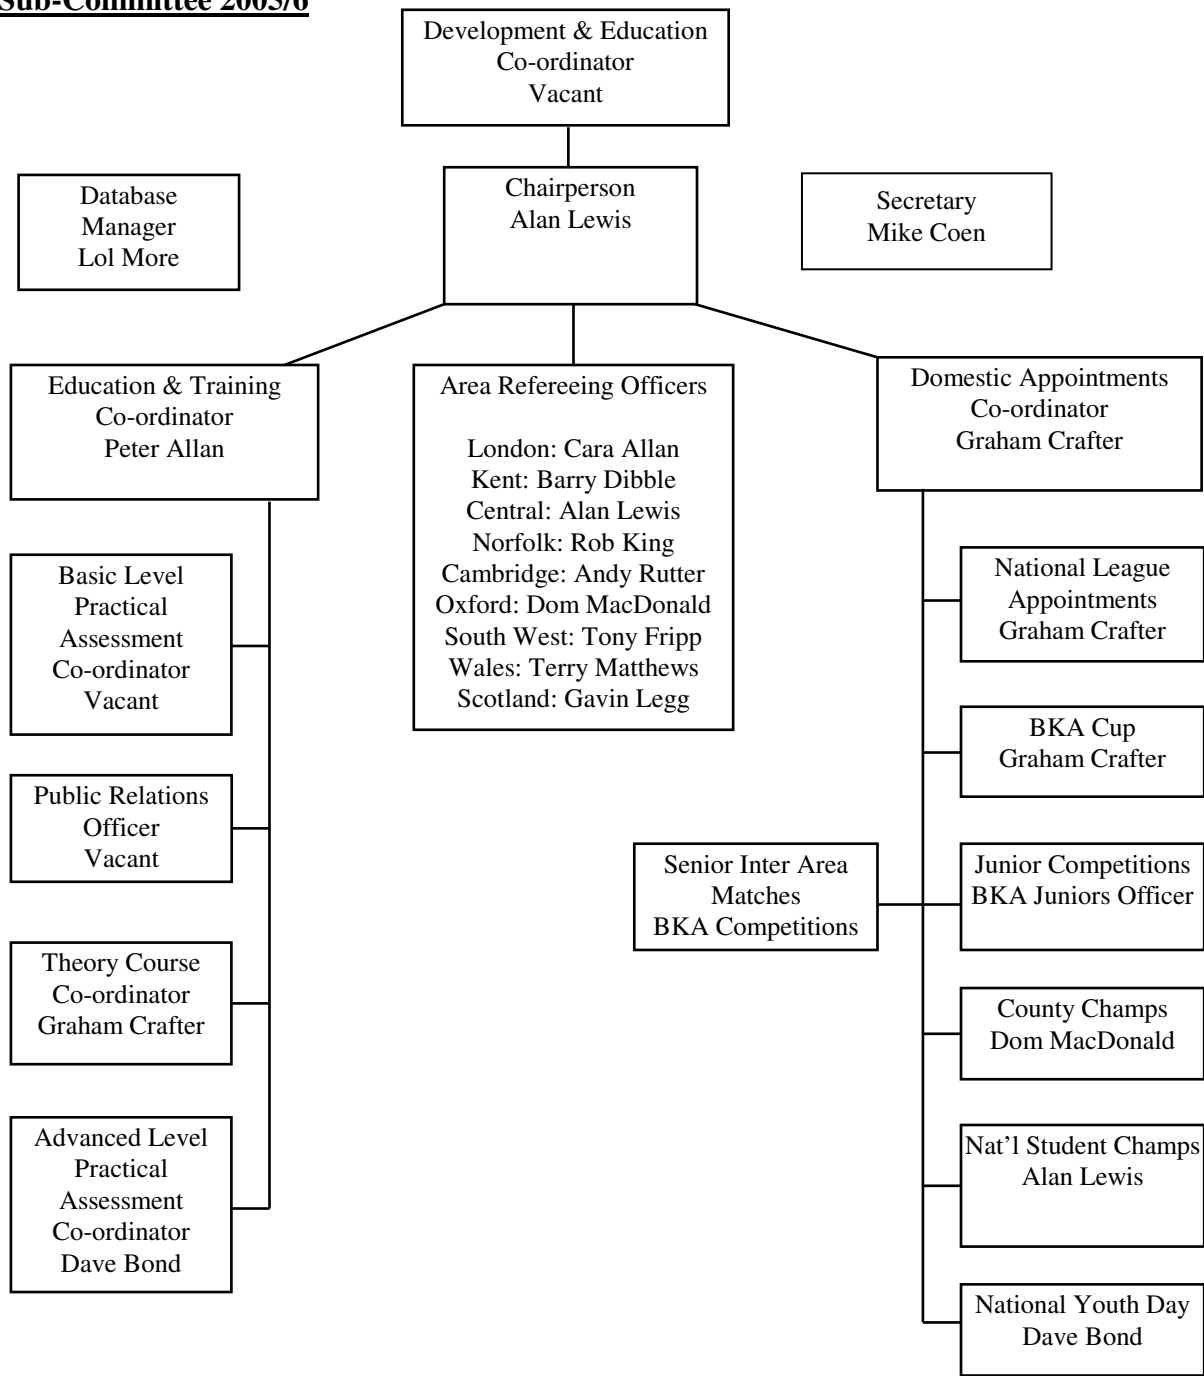 Sub-Committee 2005/6
Development & Education
Co-ordinator
Vacant
Database
Manager
Lol More
Chairperson
Alan Lewis
Secretary
Mike Coen
Education & Training
Co-ordinator
Peter Allan
Area Refereeing Officers
London: Cara Allan
Kent: Barry Dibble
Central: Alan Lewis
Norfolk: Rob King
Cambridge: Andy Rutter
Oxford: Dom MacDonald
South West: Tony Fripp
Wales: Terry Matthews
Scotland: Gavin Legg
Domestic Appointments
Co-ordinator
Graham Crafter
Basic Level
Practical
Assessment
Co-ordinator
Vacant
Public Relations
Officer
Vacant
Theory Course
Co-ordinator
Graham Crafter
Advanced Level
Practical
Assessment
Co-ordinator
Dave Bond
Senior Inter Area
Matches
BKA Competitions
National League
Appointments
Graham Crafter
BKA Cup
Graham Crafter
Junior Competitions
BKA Juniors Officer
County Champs
Dom MacDonald
Nat’l Student Champs
Alan Lewis
National Youth Day
Dave Bond